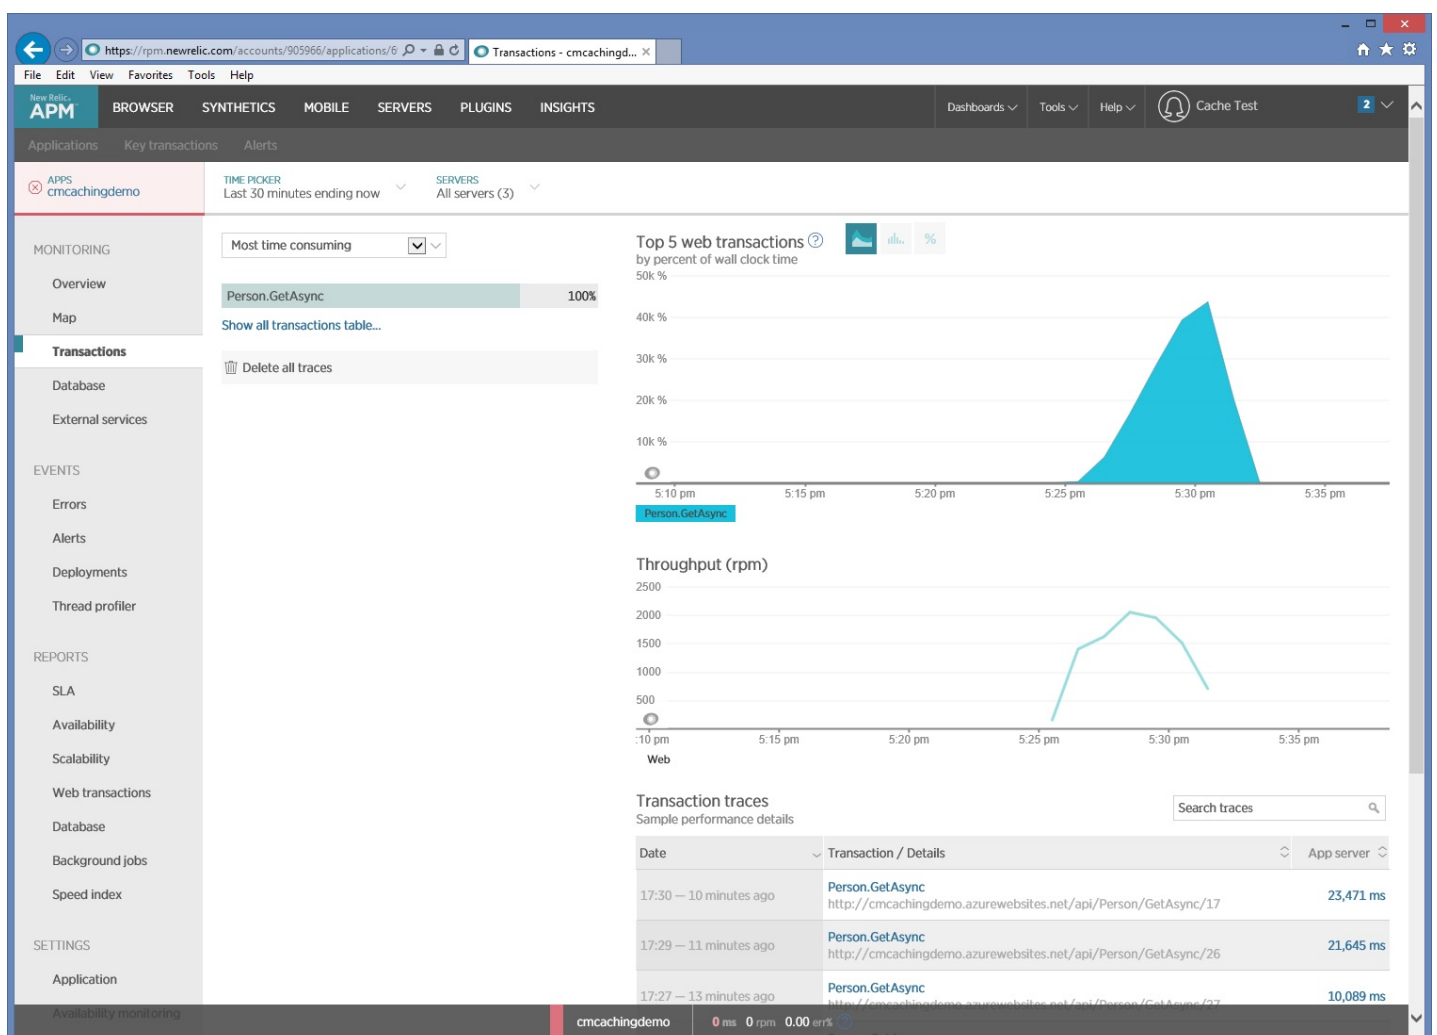 https://rpm.newrelic.com/accounts/905966/applications/6
Transactions - cmcachingd...
File Edit View Favorites Tools Help
New Relic.
APM BROWSER SYNTHETICS MOBILE SERVERS PLUGINS INSIGHTS Dashboards Tools Help Cache Test 2
Applications Key transactions Alerts
APPS
cmcachingdemo
TIME PICKER
Last 30 minutes ending now
SERVERS
All servers (3)
MONITORING
Overview
Map
Transactions
Database
External services
EVENTS
Errors
Alerts
Deployments
Thread profiler
REPORTS
SLA
Availability
Scalability
Web transactions
Database
Background jobs
Speed index
SETTINGS
Application
Availability monitoring
Most time consuming
Person.GetAsync 100%
Show all transactions table...
Delete all traces
Top 5 web transactions ? %
by percent of wall clock time
50k %
40k %
30k %
20k %
10k %
5:10 pm 5:15 pm 5:20 pm 5:25 pm 5:30 pm 5:35 pm
Person.GetAsync
Throughput (rpm)
2500
2000
1500
1000
500
:10 pm 5:15 pm 5:20 pm 5:25 pm 5:30 pm 5:35 pm
Web
Transaction traces
Sample performance details
Search traces
Date Transaction / Details App server
17:30 — 10 minutes ago Person.GetAsync 23,471 ms
http://cmcachingdemo.azurewebsites.net/api/Person/GetAsync/17
17:29 — 11 minutes ago Person.GetAsync 21,645 ms
http://cmcachingdemo.azurewebsites.net/api/Person/GetAsync/26
17:27 — 13 minutes ago Person.GetAsync 10,089 ms
http://cmcachingdemo.azurewebsites.net/api/Person/GetAsync/27
cmcachingdemo 0 ms 0 rpm 0.00 err% ?